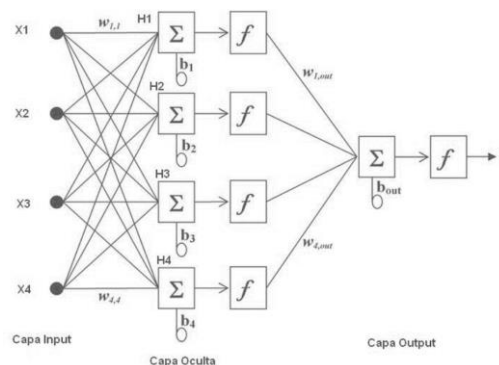 X1
w1,1
H1
Σ
f
b1
w1,out
X2
H2
Σ
f
b2
Σ
f
bout
X3
H3
Σ
f
b3
w4,out
X4
w4,4
H4
Σ
f
b4
Capa Input
Capa Oculta
Capa Output